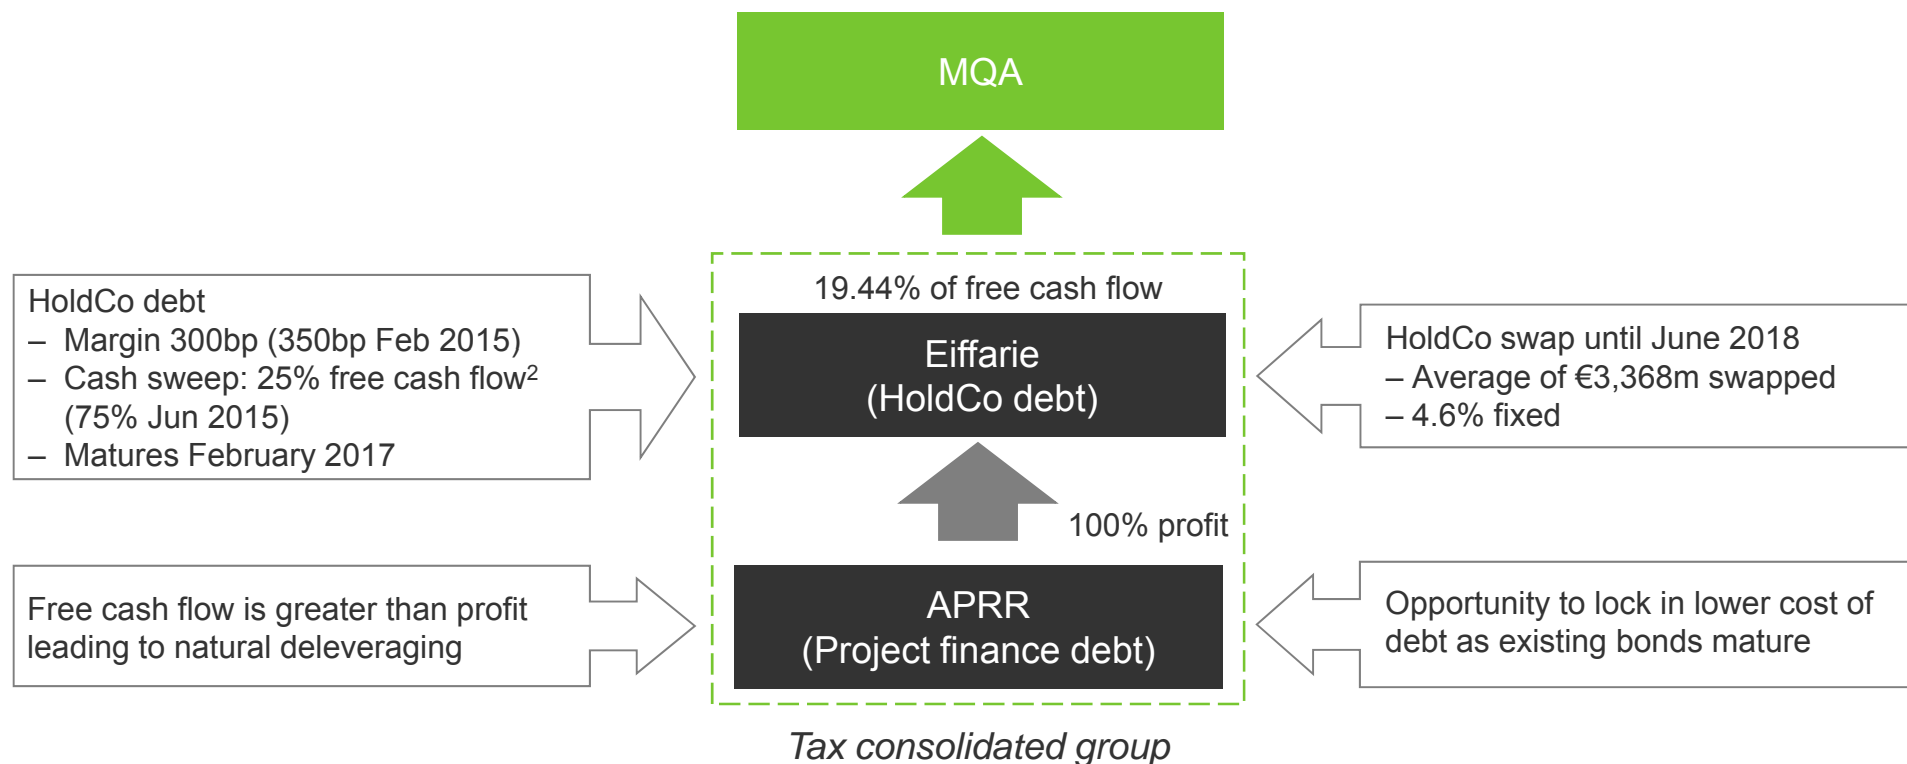 MQA
19.44% of free cash flow
HoldCo debt
– Margin 300bp (350bp Feb 2015)
– Cash sweep: 25% free cash flow²
(75% Jun 2015)
– Matures February 2017
Eiffarie
(HoldCo debt)
HoldCo swap until June 2018
– Average of €3,368m swapped
– 4.6% fixed
100% profit
Free cash flow is greater than profit
leading to natural deleveraging
APRR
(Project finance debt)
Opportunity to lock in lower cost of
debt as existing bonds mature
Tax consolidated group